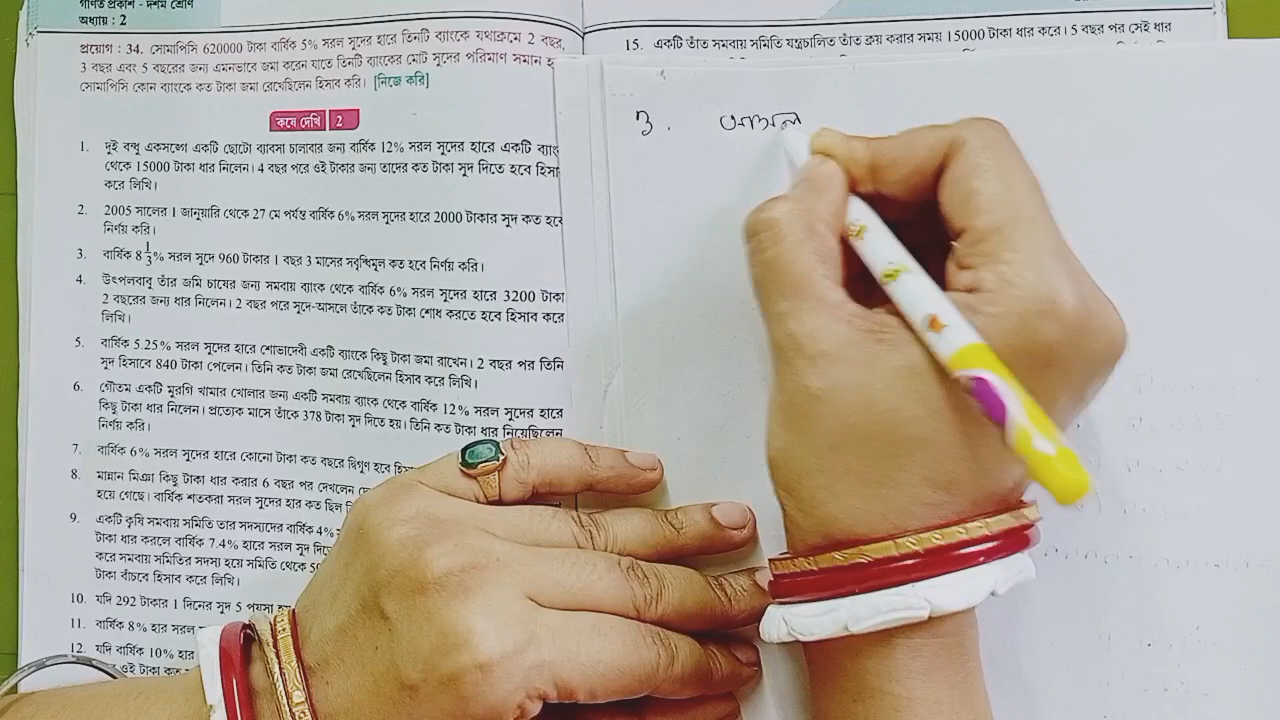 গণিত প্রকাশ - দশম শ্রেণি
অধ্যায় : 2
প্রয়োগ : 34. সোমাপিসি 620000 টাকা বার্ষিক 5% সরল সুদের হারে তিনটি ব্যাংকে যথাক্রমে 2 বছর,
3 বছর এবং 5 বছরের জন্য এমনভাবে জমা করেন যাতে তিনটি ব্যাংকের মোট সুদের পরিমাণ সমান হ
সোমাপিসি কোন ব্যাংকে কত টাকা জমা রেখেছিলেন হিসাব করি। [নিজে করি]
কষে দেখি 2
1. দুই বন্ধু একসঙ্গে একটি ছোটো ব্যাবসা চালাবার জন্য বার্ষিক 12% সরল সুদের হারে একটি ব্যাংক
থেকে 15000 টাকা ধার নিলেন। 4 বছর পরে ওই টাকার জন্য তাদের কত টাকা সুদ দিতে হবে হিসা
করে লিখি।
2. 2005 সালের 1 জানুয়ারি থেকে 27 মে পর্যন্ত বার্ষিক 6% সরল সুদের হারে 2000 টাকার সুদ কত হবে
নির্ণয় করি।
3. বার্ষিক 8 1/3% সরল সুদে 960 টাকার 1 বছর 3 মাসের সবৃদ্ধিমূল কত হবে নির্ণয় করি।
4. উৎপলবাবু তাঁর জমি চাষের জন্য সমবায় ব্যাংক থেকে বার্ষিক 6% সরল সুদের হারে 3200 টাকা
2 বছরের জন্য ধার নিলেন। 2 বছর পরে সুদে-আসলে তাঁকে কত টাকা শোধ করতে হবে হিসাব করে
লিখি।
5. বার্ষিক 5.25% সরল সুদের হারে শোভাদেবী একটি ব্যাংকে কিছু টাকা জমা রাখেন। 2 বছর পর তিনি
সুদ হিসাবে 840 টাকা পেলেন। তিনি কত টাকা জমা রেখেছিলেন হিসাব করে লিখি।
6. গৌতম একটি মুরগি খামার খোলার জন্য একটি সমবায় ব্যাংক থেকে বার্ষিক 12% সরল সুদের হারে
কিছু টাকা ধার নিলেন। প্রত্যেক মাসে তাঁকে 378 টাকা সুদ দিতে হয়। তিনি কত টাকা ধার নিয়েছিলেন
নির্ণয় করি।
7. বার্ষিক 6% সরল সুদের হারে কোনো টাকা কত বছরে দ্বিগুণ হবে
8. মান্নান মিঞা কিছু টাকা ধার করার 6 বছর পর দেখলেন
হয়ে গেছে। বার্ষিক শতকরা সরল সুদের হার কত ছিল
9. একটি কৃষি সমবায় সমিতি তার সদস্যদের বার্ষিক 4%
টাকা ধার করলে বার্ষিক 7.4% হারে সরল সুদ
করে সমবায় সমিতির সদস্য হয়ে সমিতি থেকে
টাকা বাঁচবে হিসাব করে লিখি।
10. যদি 292 টাকার 1 দিনের সুদ 5 পয়সা
11. বার্ষিক 8% হার সরল
12. যদি বার্ষিক 10% হার
ওই টাকা কত
15. একটি তাঁত সমবায় সমিতি যন্ত্রচালিত তাঁত ক্রয় করার সময় 15000 টাকা ধার করে। 5 বছর পর সেই ধার
3. আসল